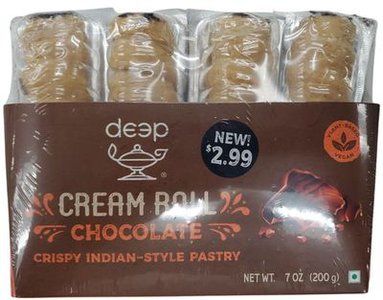 deep
®
NEW!
$2.99
PLANT-BASED
VEGAN
CREAM ROLL
CHOCOLATE
CRISPY INDIAN-STYLE PASTRY
NET WT. 7 OZ (200 g)